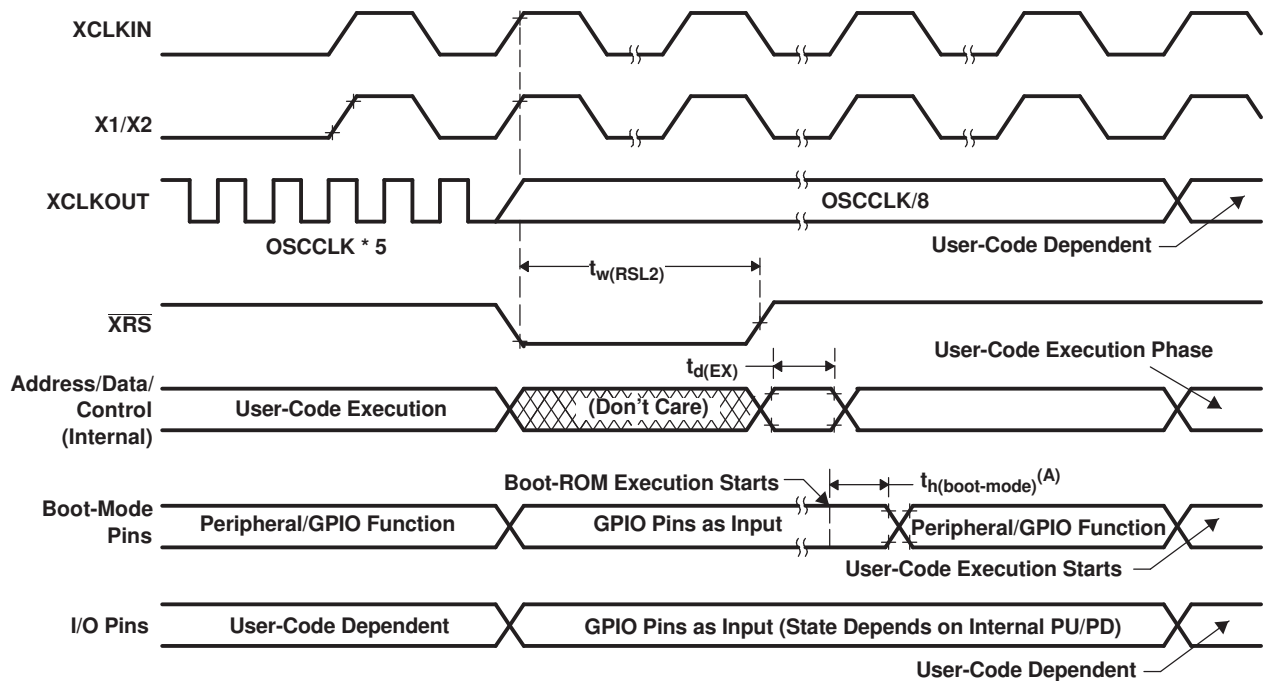 XCLKIN
X1/X2
XCLKOUT
OSCCLK/8
OSCCLK * 5
User-Code Dependent
tw(RSL2)
XRS
User-Code Execution Phase
td(EX)
Address/Data/
Control
(Internal)
User-Code Execution
(Don't Care)
Boot-ROM Execution Starts
th(boot-mode)(A)
Boot-Mode
Pins
Peripheral/GPIO Function
GPIO Pins as Input
Peripheral/GPIO Function
User-Code Execution Starts
I/O Pins
User-Code Dependent
GPIO Pins as Input (State Depends on Internal PU/PD)
User-Code Dependent